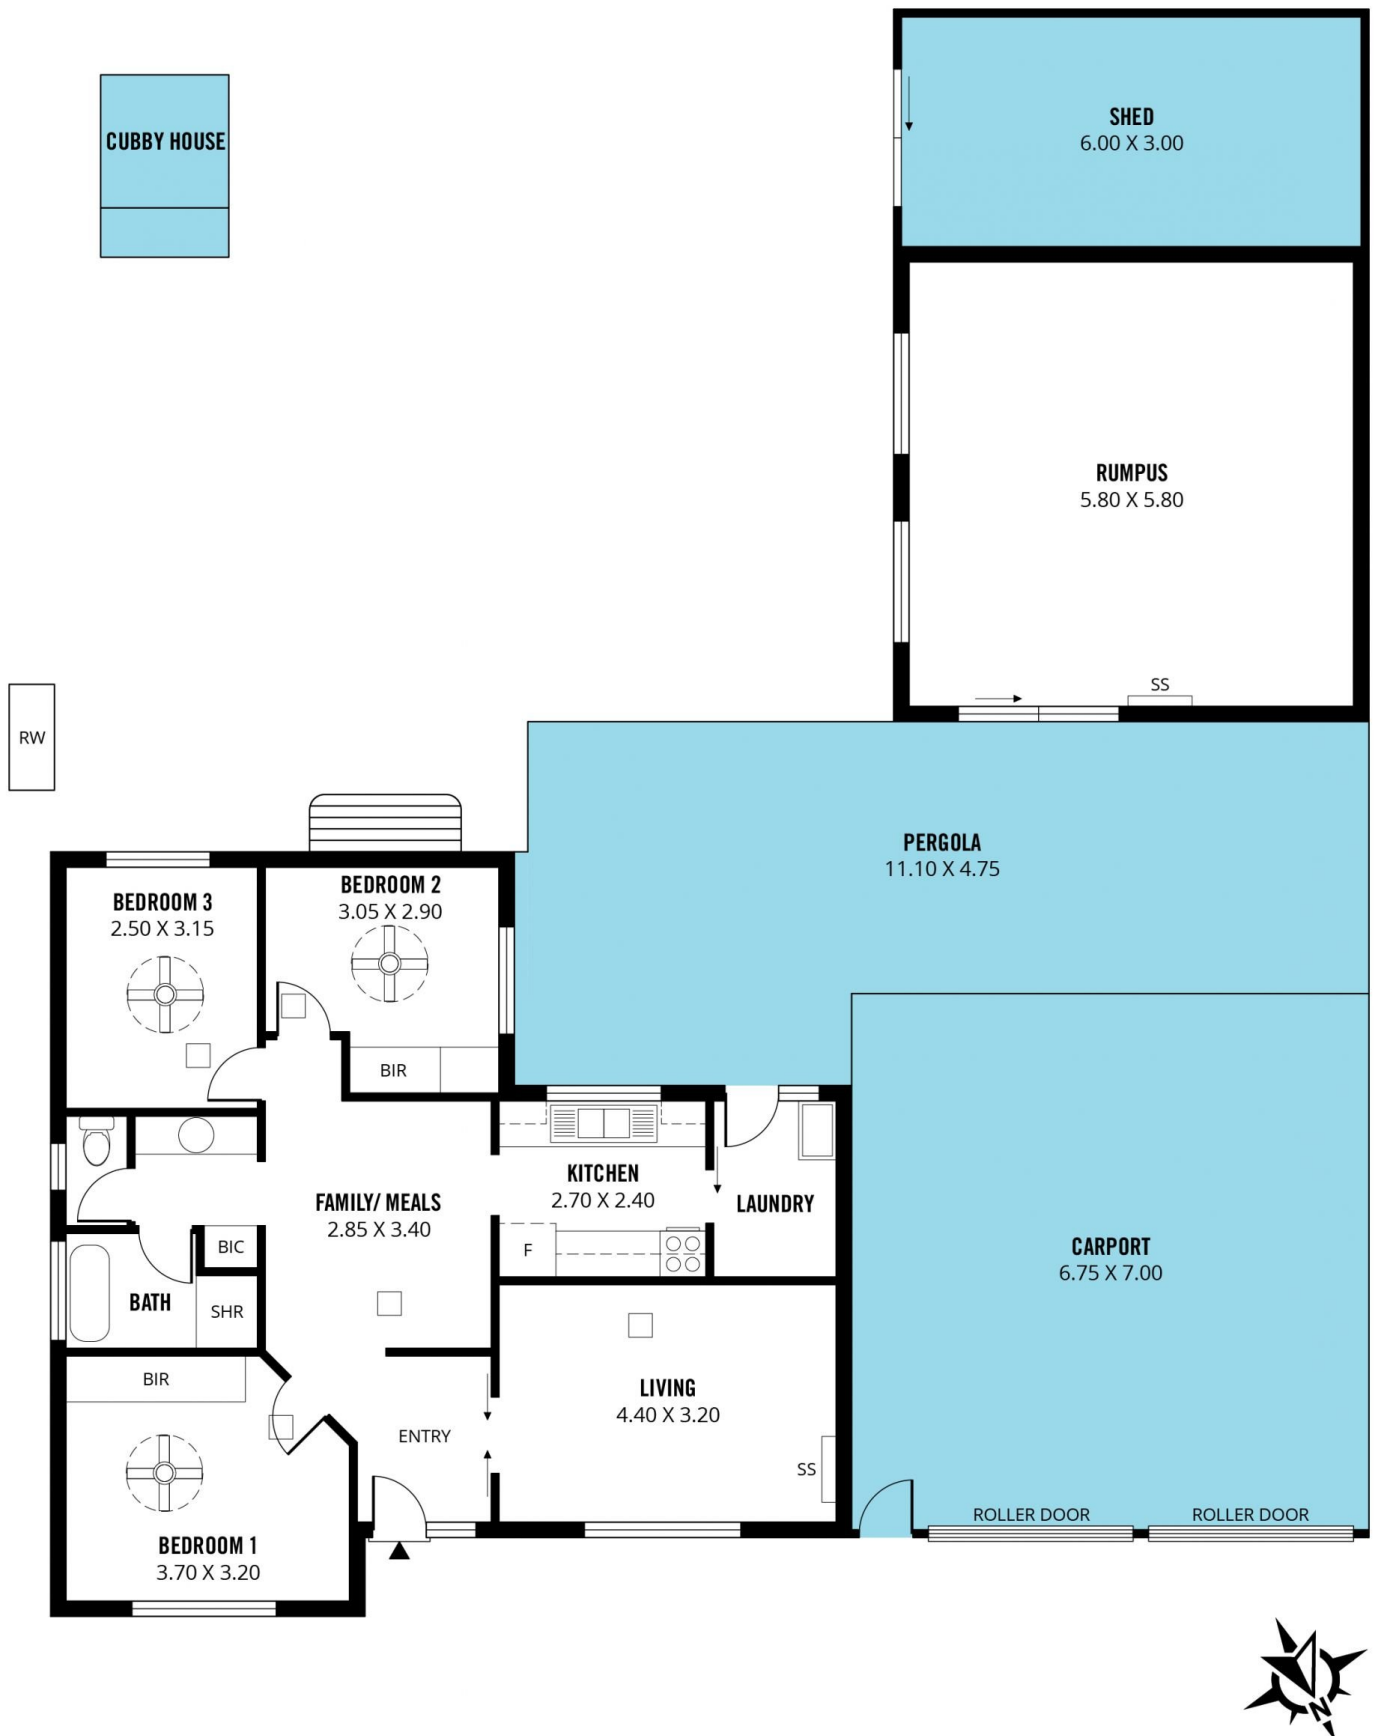 CUBBY HOUSE
SHED
6.00 X 3.00
RUMPUS
5.80 X 5.80
SS
RW
PERGOLA
11.10 X 4.75
BEDROOM 3
2.50 X 3.15
BEDROOM 2
3.05 X 2.90
BIR
KITCHEN
2.70 X 2.40
F
LAUNDRY
FAMILY/ MEALS
2.85 X 3.40
BIC
BATH
SHR
CARPORT
6.75 X 7.00
ROLLER DOOR
ROLLER DOOR
BIR
LIVING
4.40 X 3.20
SS
ENTRY
BEDROOM 1
3.70 X 3.20
N